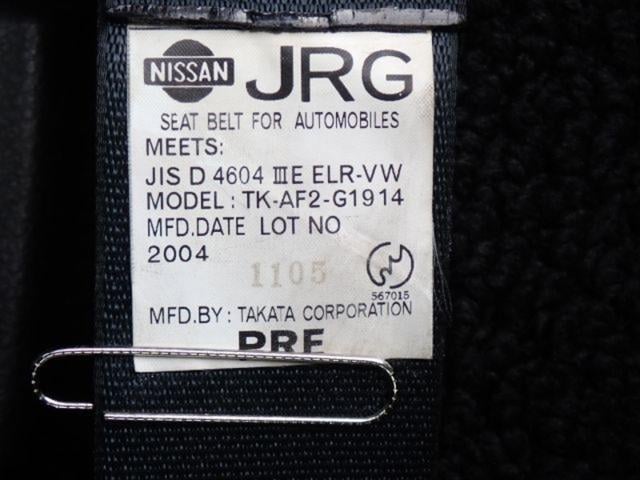 NISSAN JRG
SEAT BELT FOR AUTOMOBILES
MEETS:
JIS D 4604 ⅢE ELR-VW
MODEL: TK-AF2-G1914
MFD.DATE LOT NO
2004 1105
567015
MFD.BY: TAKATA CORPORATION
PRE